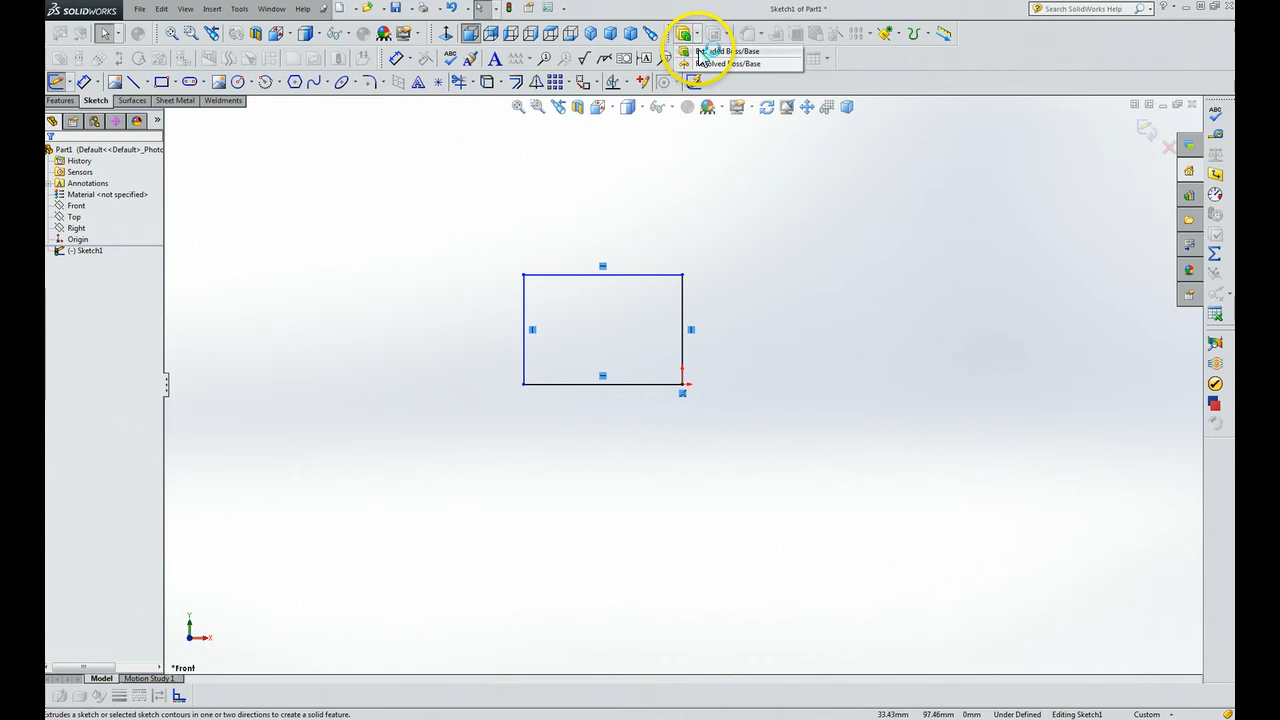 SOLIDWORKS File Edit View Insert Tools Window Help Sketch1 of Part1 * Search SolidWorks Help
Boss/Base
Revolved Boss/Base
Features Sketch Surfaces Sheet Metal Weldments
Part1 (Default<<Default>_Photo
History
Sensors
Annotations
Material <not specified>
Front
Top
Right
Origin
(-) Sketch1
Y
X
*Front
Model Motion Study 1
Extrudes a sketch or selected sketch contours in one or two directions to create a solid feature. 33.43mm 97.46mm 0mm Under Defined Editing Sketch1 Custom